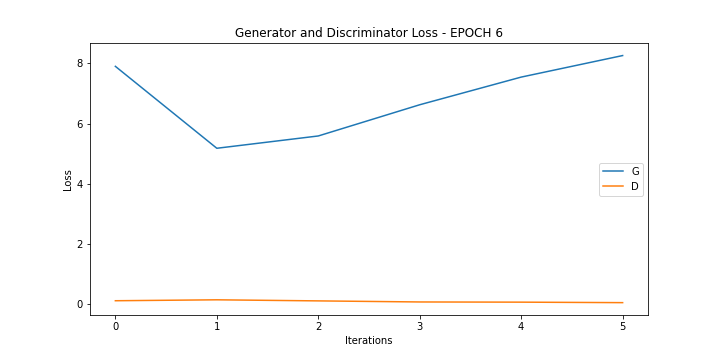 Generator and Discriminator Loss - EPOCH 6
8
6
4
2
0
Loss
G
D
0 1 2 3 4 5
Iterations